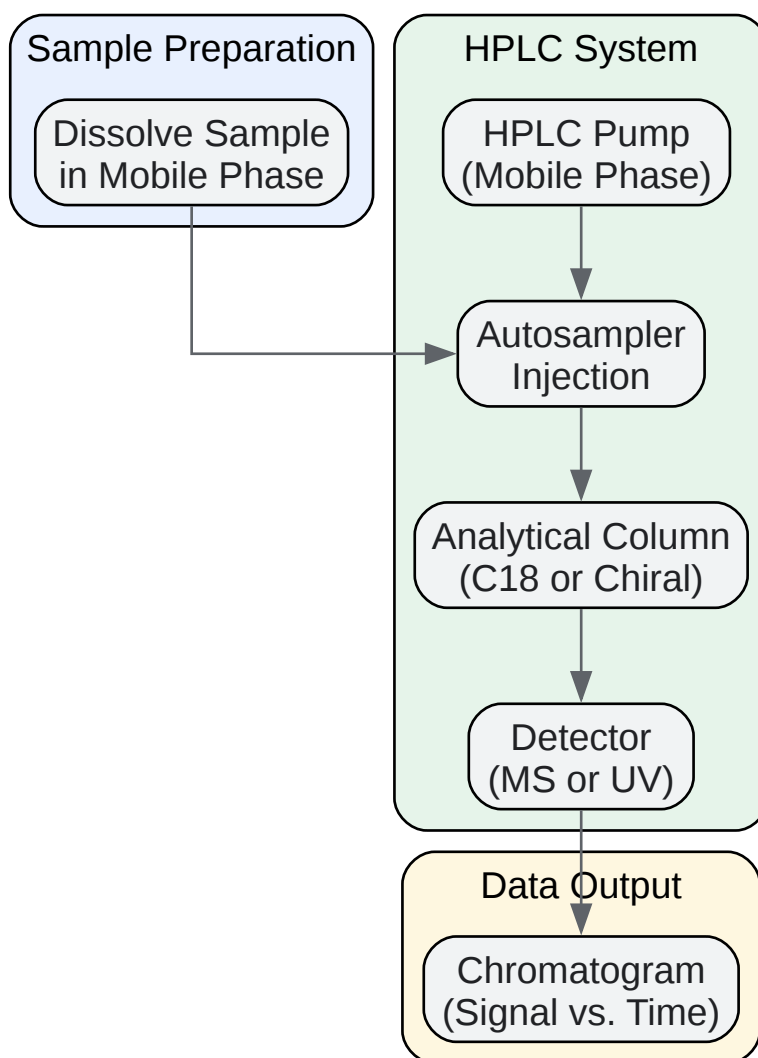 Sample Preparation
Dissolve Sample
in Mobile Phase
HPLC System
HPLC Pump
(Mobile Phase)
Autosampler
Injection
Analytical Column
(C18 or Chiral)
Detector
(MS or UV)
Data Output
Chromatogram
(Signal vs. Time)